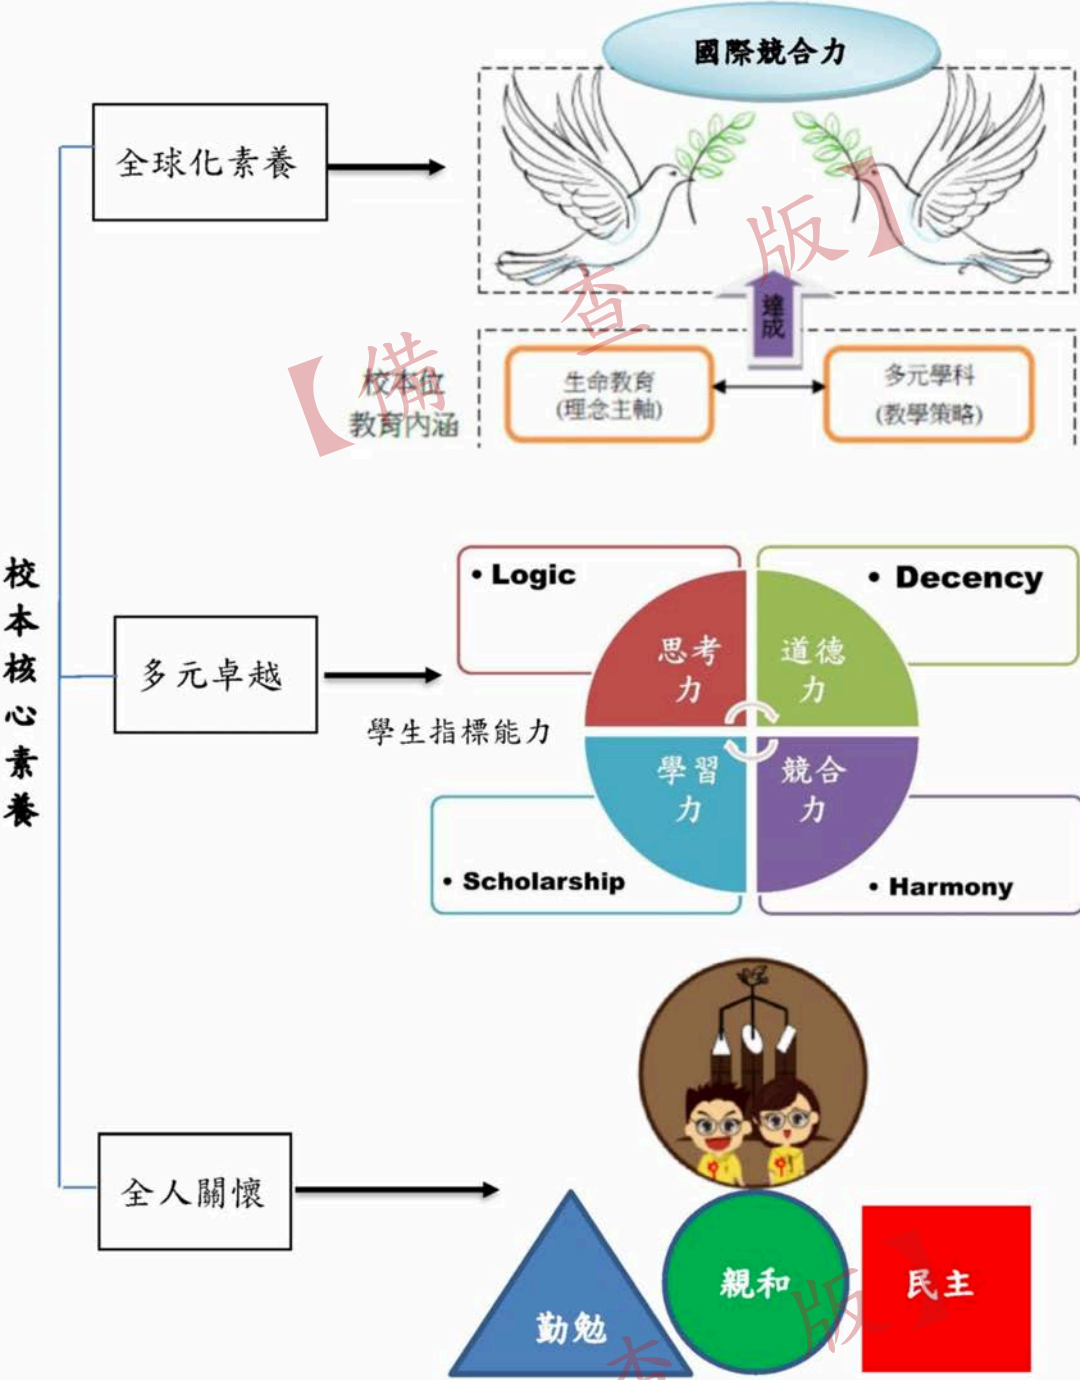 國際競合力
全球化素養
達成
校本位
教育內涵
生命教育
(理念主軸)
多元學科
(教學策略)
【備查版】
校本核心素養
• Logic
• Decency
思考
力
道德
力
多元卓越
學生指標能力
學習
力
競合
力
• Scholarship
• Harmony
全人關懷
勤勉
親和
民主
查版】